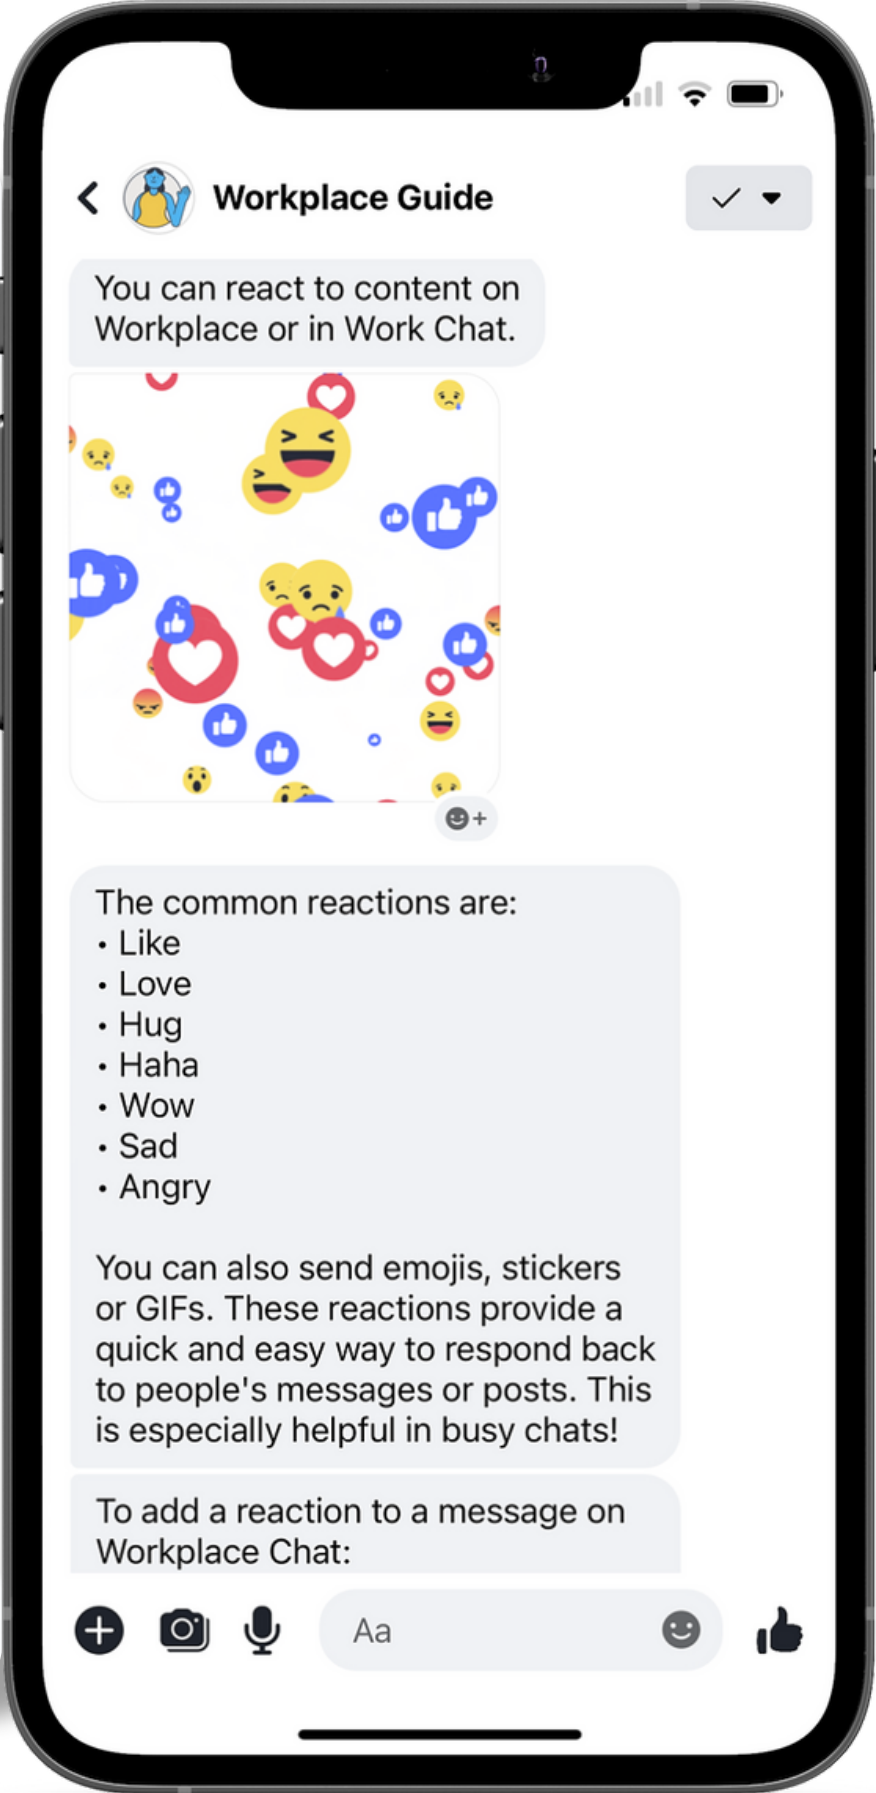 Workplace Guide
You can react to content on
Workplace or in Work Chat.
The common reactions are:
• Like
• Love
• Hug
• Haha
• Wow
• Sad
• Angry
You can also send emojis, stickers
or GIFs. These reactions provide a
quick and easy way to respond back
to people's messages or posts. This
is especially helpful in busy chats!
To add a reaction to a message on
Workplace Chat:
Aa